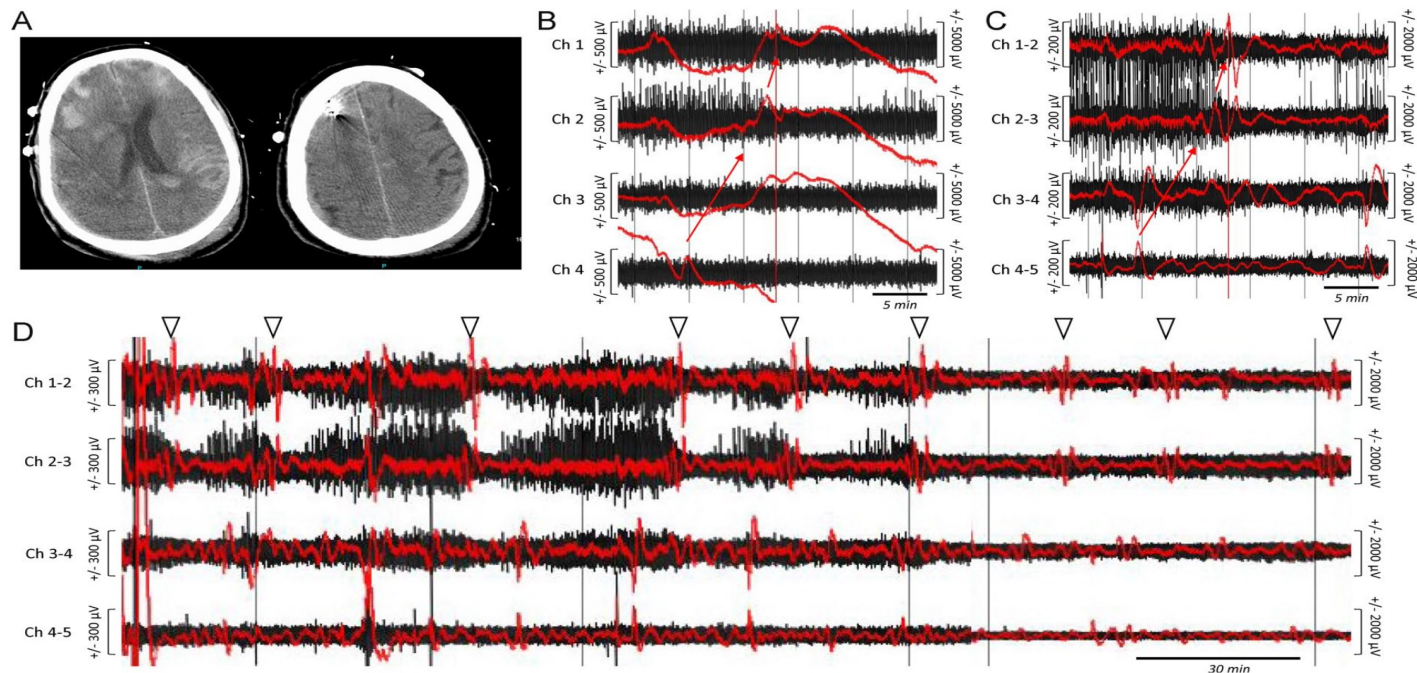 A
B
C
Ch 1
+/- 500 µV
+/- 5000 µV
Ch 2
+/- 500 µV
+/- 5000 µV
Ch 3
+/- 500 µV
+/- 5000 µV
Ch 4
+/- 500 µV
+/- 5000 µV
5 min
Ch 1-2
+/- 200 µV
+/- 2000 µV
Ch 2-3
+/- 200 µV
+/- 2000 µV
Ch 3-4
+/- 200 µV
+/- 2000 µV
Ch 4-5
+/- 200 µV
+/- 2000 µV
5 min
P
P
D
Ch 1-2
+/- 300 µV
+/- 2000 µV
Ch 2-3
+/- 300 µV
+/- 2000 µV
Ch 3-4
+/- 300 µV
+/- 2000 µV
Ch 4-5
+/- 300 µV
+/- 2000 µV
30 min